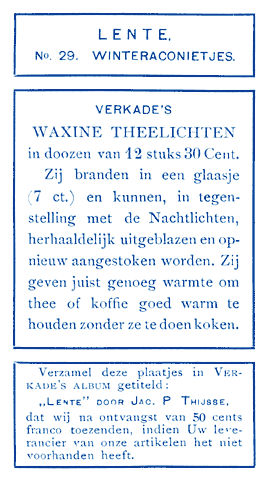 LENTE,
No. 29. WINTERACONIETJES.
VERKADE'S
WAXINE THEELICHTEN
in doozen van 12 stuks 30 Cent.
Zij branden in een glaasje
(7 ct.) en kunnen, in tegen-
stelling met de Nachtlichten,
herhaaldelijk uitgeblazen en op-
nieuw aangestoken worden. Zij
geven juist genoeg warmte om
thee of koffie goed warm te
houden zonder ze te doen koken.
Verzamel deze plaatjes in VER-
KADE'S ALBUM getiteld:
„LENTE" DOOR JAC. P THIJSSE,
dat wij na ontvangst van 50 cents
franco toezenden, indien Uw leve-
rancier van onze artikelen het niet
voorhanden heeft.